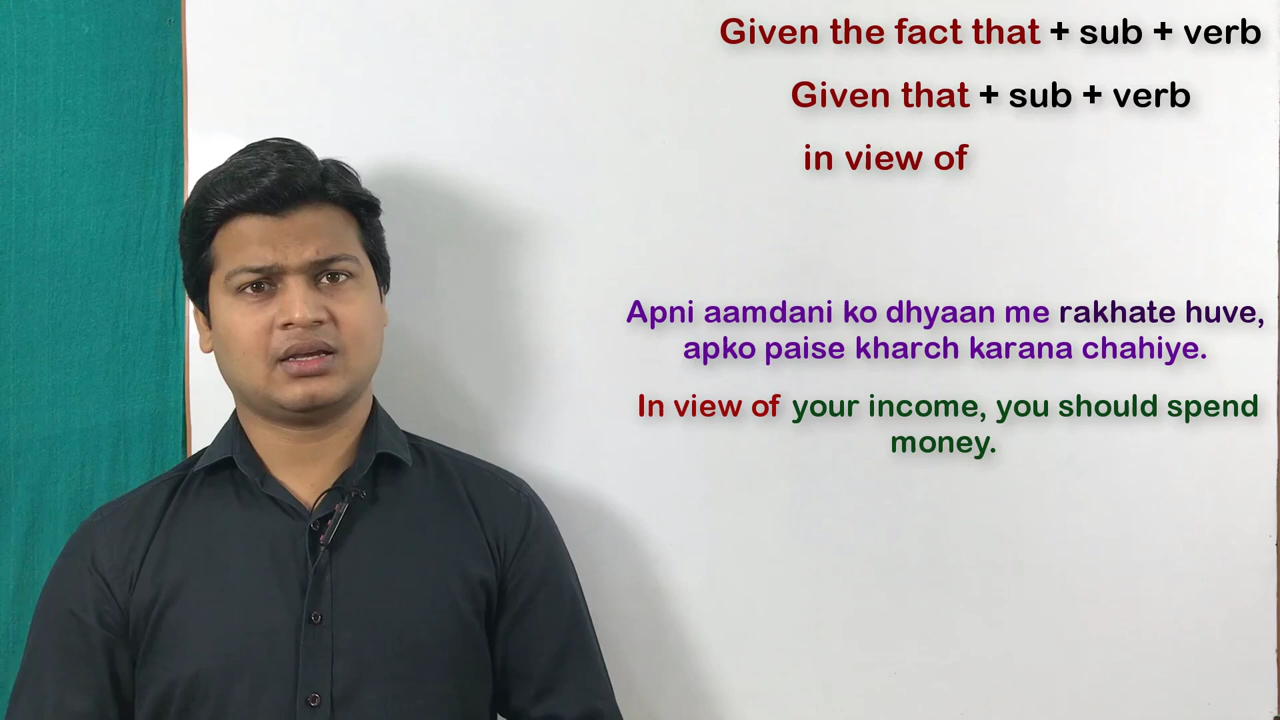 Given the fact that + sub + verb
Given that + sub + verb
in view of
Apni aamdani ko dhyaan me rakhate huve,
apko paise kharch karana chahiye.
In view of your income, you should spend
money.